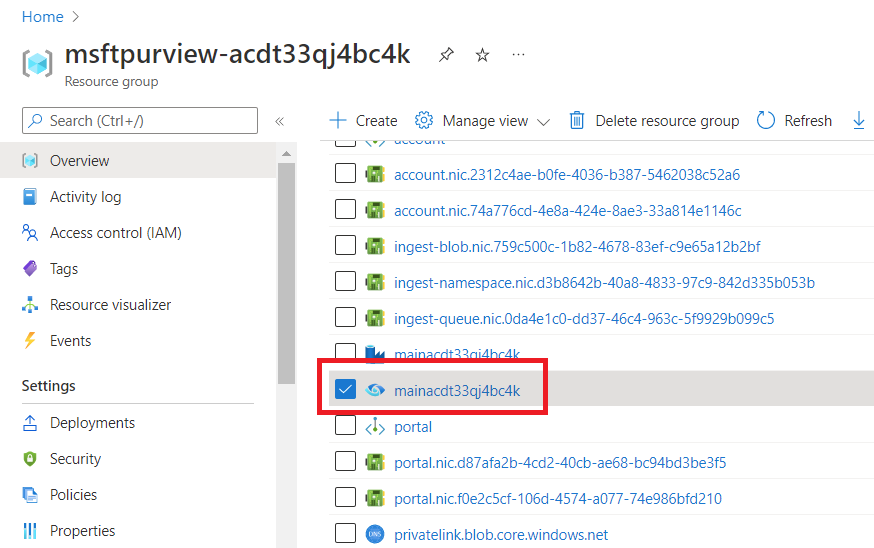 Home
msftpurview-acdt33qj4bc4k
Resource group
Search (Ctrl+/)
Create
Manage view
Delete resource group
Refresh
Overview
Activity log
Access control (IAM)
Tags
Resource visualizer
Events
Settings
Deployments
Security
Policies
Properties
account
account.nic.2312c4ae-b0fe-4036-b387-5462038c52a6
account.nic.74a776cd-4e8a-424e-8ae3-33a814e1146c
ingest-blob.nic.759c500c-1b82-4678-83ef-c9e65a12b2bf
ingest-namespace.nic.d3b8642b-40a8-4833-97c9-842d335b053b
ingest-queue.nic.0da4e1c0-dd37-46c4-963c-5f9929b099c5
mainacdt33qj4bc4k
mainacdt33qj4bc4k
portal
portal.nic.d87afa2b-4cd2-40cb-ae68-bc94bd3be3f5
portal.nic.f0e2c5cf-106d-4574-a077-74e986bfd210
DNS
privatelink.blob.core.windows.net